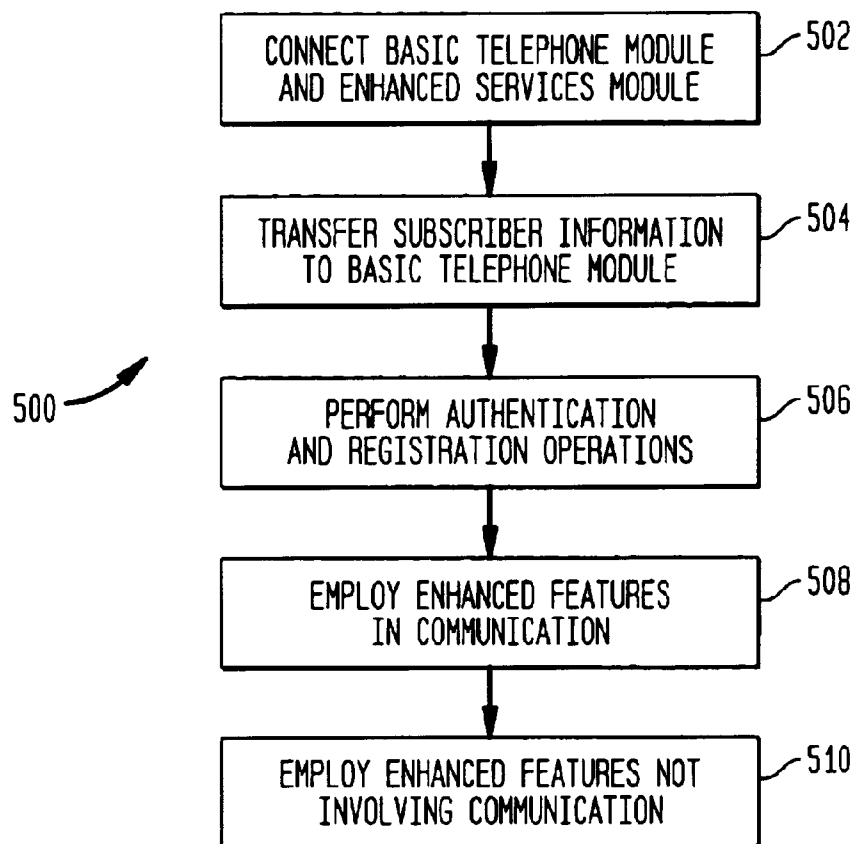 CONNECT BASIC TELEPHONE MODULE
AND ENHANCED SERVICES MODULE
502
TRANSFER SUBSCRIBER INFORMATION
TO BASIC TELEPHONE MODULE
504
500
PERFORM AUTHENTICATION
AND REGISTRATION OPERATIONS
506
EMPLOY ENHANCED FEATURES
IN COMMUNICATION
508
EMPLOY ENHANCED FEATURES NOT
INVOLVING COMMUNICATION
510